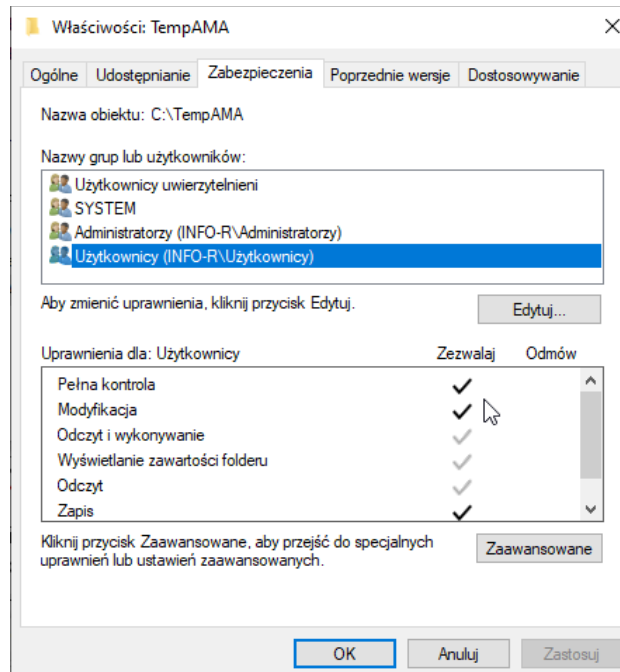 Właściwości: TempAMA
Ogólne Udostępnianie Zabezpieczenia Poprzednie wersje Dostosowywanie
Nazwa obiektu: C:\TempAMA
Nazwy grup lub użytkowników:
Użytkownicy uwierzytelnieni
SYSTEM
Administratorzy (INFO-R\Administratorzy)
Użytkownicy (INFO-R\Użytkownicy)
Aby zmienić uprawnienia, kliknij przycisk Edytuj. Edytuj...
Uprawnienia dla: Użytkownicy Zezwalaj Odmów
Pełna kontrola
Modyfikacja
Odczyt i wykonywanie
Wyświetlanie zawartości folderu
Odczyt
Zapis
Kliknij przycisk Zaawansowane, aby przejść do specjalnych
uprawnień lub ustawień zaawansowanych. Zaawansowane
OK Anuluj Zastosuj